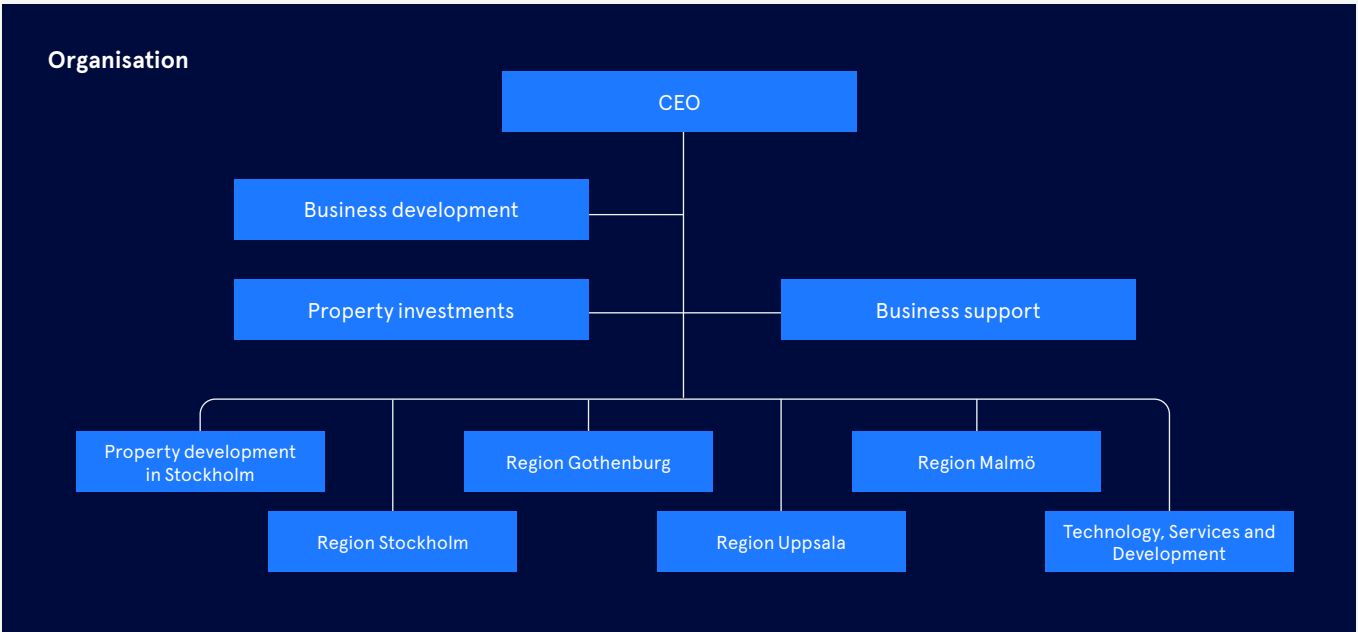 Organisation
CEO
Business development
Property investments
Business support
Property development
in Stockholm
Region Gothenburg
Region Malmö
Region Stockholm
Region Uppsala
Technology, Services and
Development